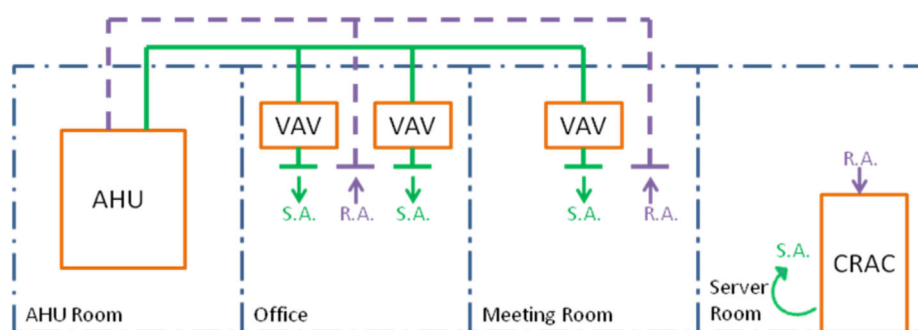 VAV
VAV
VAV
AHU
S.A.
R.A.
S.A.
S.A.
R.A.
R.A.
S.A.
CRAC
AHU Room
Office
Meeting Room
Server
Room